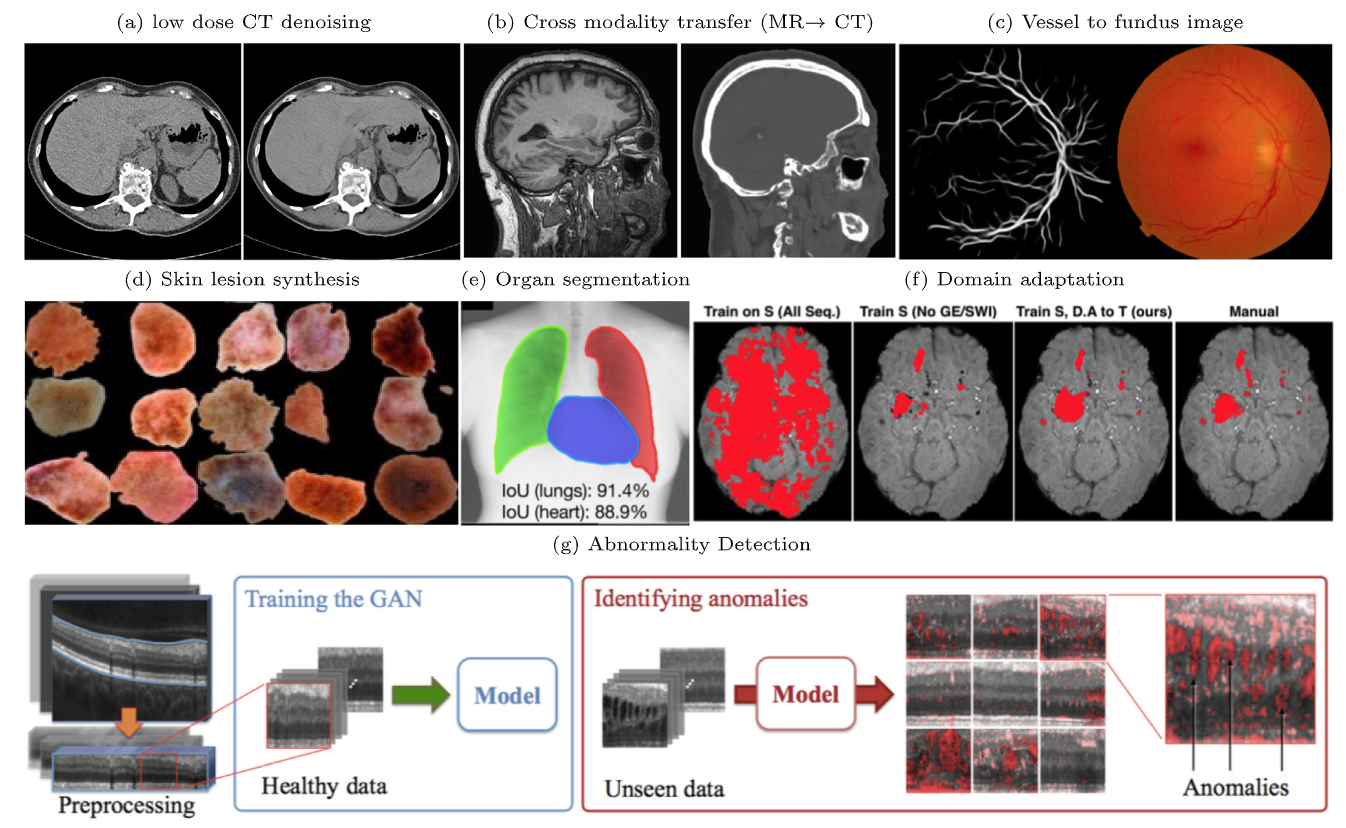 (a) low dose CT denoising
(b) Cross modality transfer (MR→ CT)
(c) Vessel to fundus image
(d) Skin lesion synthesis
(e) Organ segmentation
(f) Domain adaptation
IoU (lungs): 91.4%
IoU (heart): 88.9%
Train on S (All Seq.)
Train S (No GE/SWI)
Train S, D.A to T (ours)
Manual
(g) Abnormality Detection
Preprocessing
Training the GAN
Healthy data
Model
Identifying anomalies
Unseen data
Model
Anomalies